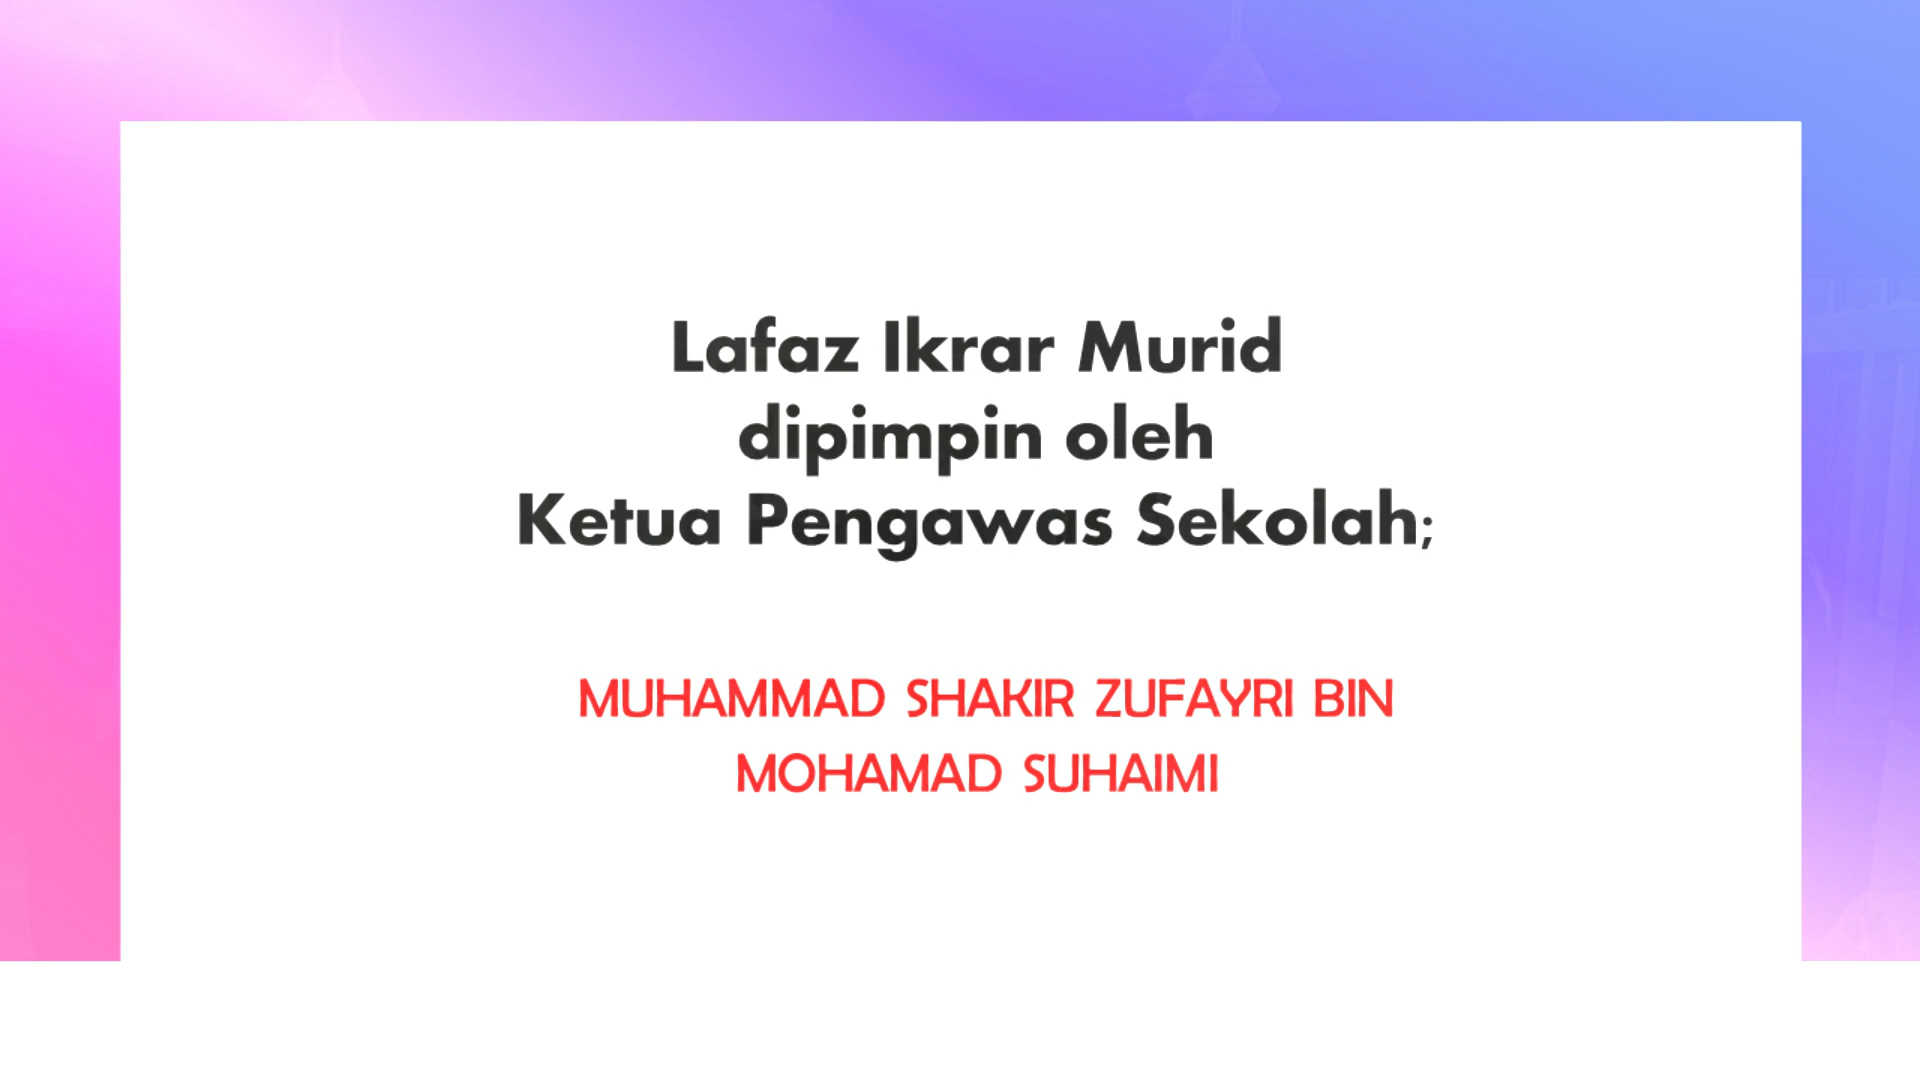 Lafaz Ikrar Murid
dipimpin oleh
Ketua Pengawas Sekolah;
MUHAMMAD SHAKIR ZUFAYRI BIN
MOHAMAD SUHAIMI